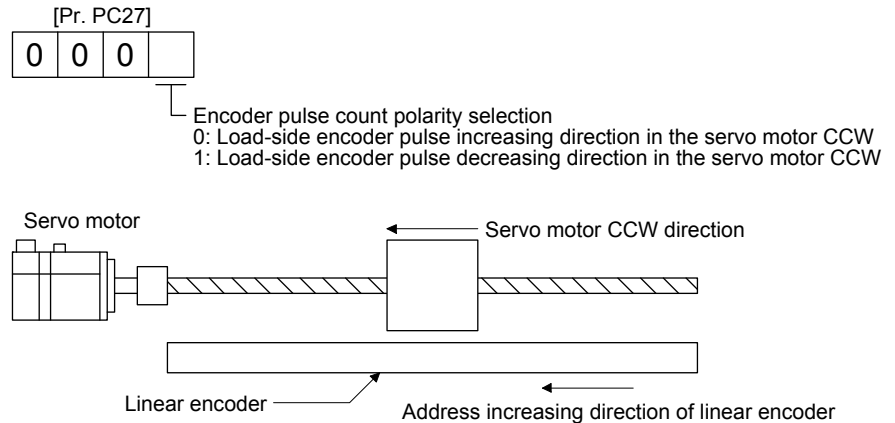 [Pr. PC27]
0 0 0
Encoder pulse count polarity selection
0: Load-side encoder pulse increasing direction in the servo motor CCW
1: Load-side encoder pulse decreasing direction in the servo motor CCW
Servo motor
Servo motor CCW direction
Linear encoder
Address increasing direction of linear encoder